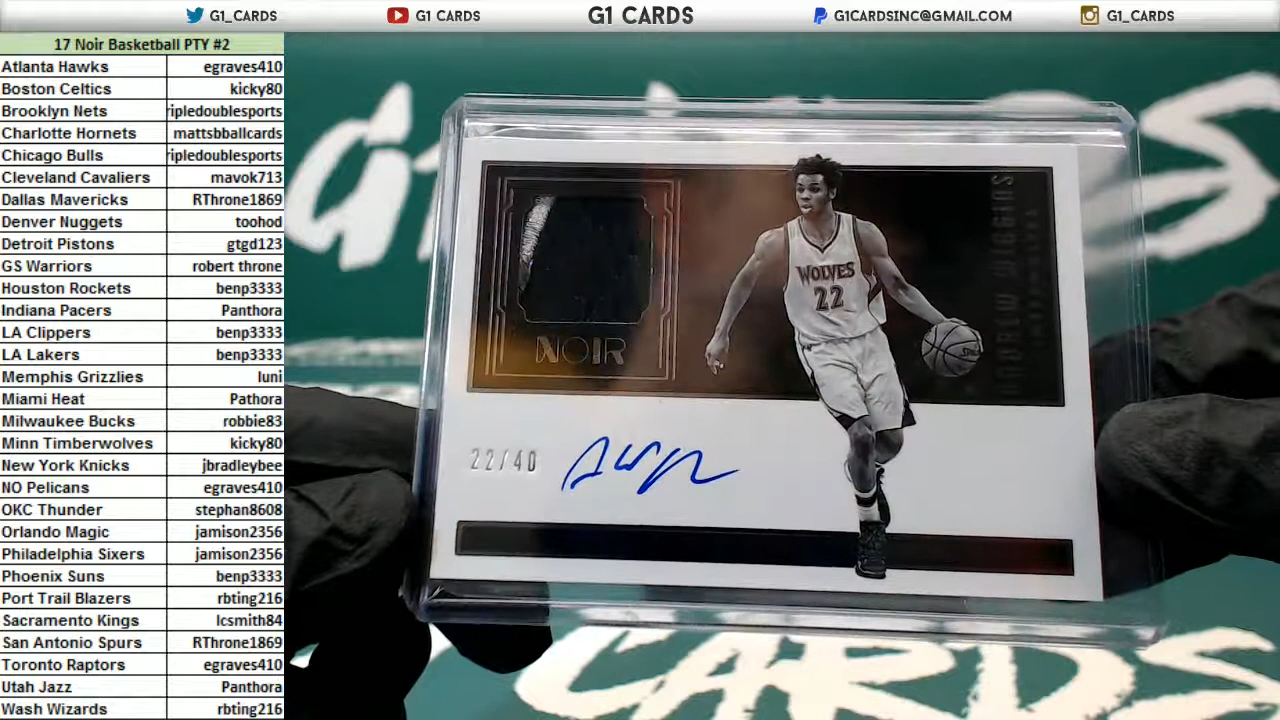 G1_CARDS
G1 CARDS
G1 CARDS
G1CARDSINC@GMAIL.COM
G1_CARDS
17 Noir Basketball PTY #2
Atlanta Hawks egraves410
Boston Celtics kicky80
Brooklyn Nets ripledoublesports
Charlotte Hornets mattsbballcards
Chicago Bulls ripledoublesports
Cleveland Cavaliers mavok713
Dallas Mavericks RThrone1869
Denver Nuggets toohod
Detroit Pistons gtgd123
GS Warriors robert throne
Houston Rockets benp3333
Indiana Pacers Panthora
LA Clippers benp3333
LA Lakers benp3333
Memphis Grizzlies luni
Miami Heat Pathora
Milwaukee Bucks robbie83
Minn Timberwolves kicky80
New York Knicks jbradleybee
NO Pelicans egraves410
OKC Thunder stephan8608
Orlando Magic jamison2356
Philadelphia Sixers jamison2356
Phoenix Suns benp3333
Port Trail Blazers rbting216
Sacramento Kings lcsmith84
San Antonio Spurs RThrone1869
Toronto Raptors egraves410
Utah Jazz Panthora
Wash Wizards rbting216
NOIR
WOLVES
22
ANDREW WIGGINS
22/40
CARDS